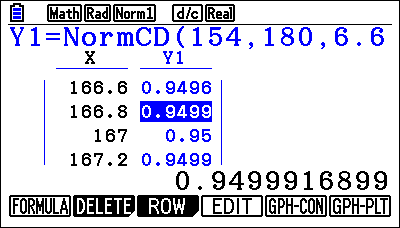 Math Rad Norm1 d/c Real
Y1=NormCD(154,180,6.6
X Y1
166.6 0.9496
166.8 0.9499
167 0.95
167.2 0.9499
0.9499916899
FORMULA DELETE ROW EDIT GPH-CON GPH-PLT